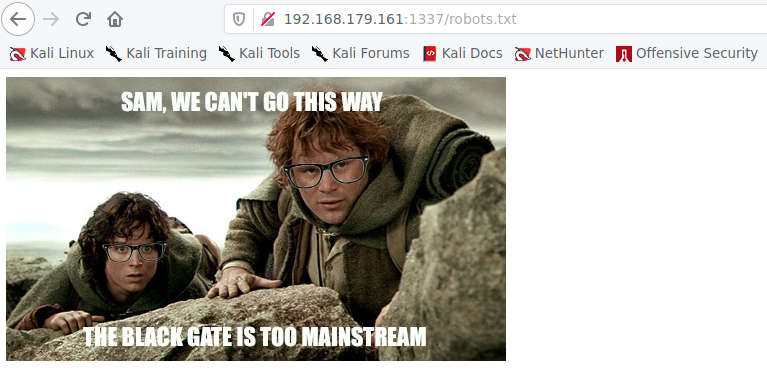 192.168.179.161:1337/robots.txt
Kali Linux Kali Training Kali Tools Kali Forums Kali Docs NetHunter Offensive Security
SAM, WE CAN'T GO THIS WAY
THE BLACK GATE IS TOO MAINSTREAM